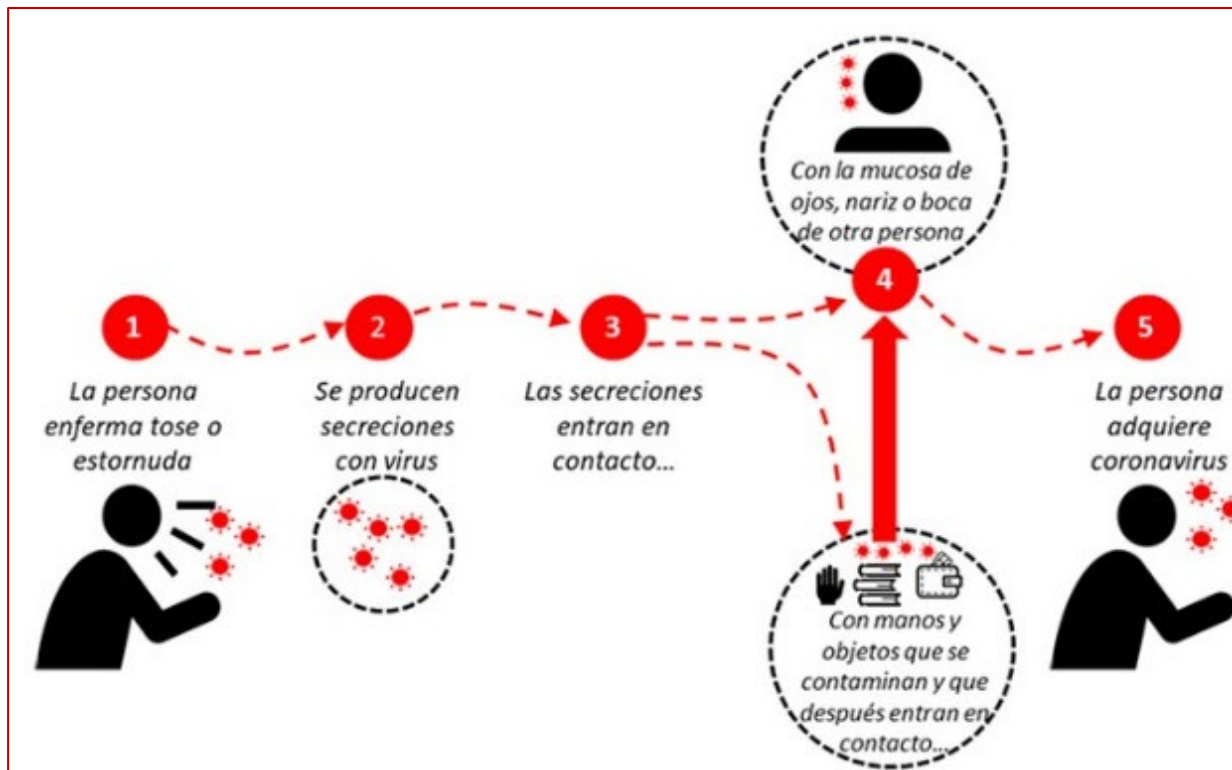 1
La persona
enferma tose o
estornuda
2
Se producen
secreciones
con virus
3
Las secreciones
entran en
contacto...
Con la mucosa de
ojos, nariz o boca
de otra persona
4
Con manos y
objetos que se
contaminan y que
después entran en
contacto...
5
La persona
adquiere
coronavirus